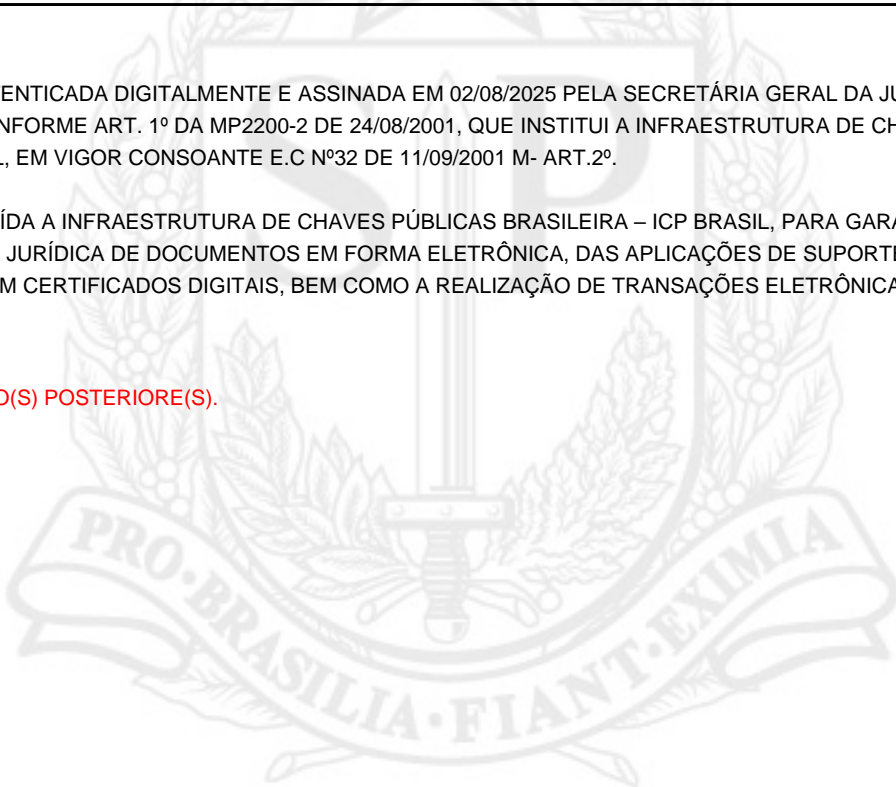 ENTICADA DIGITALMENTE E ASSINADA EM 02/08/2025 PELA SECRETÁRIA GERAL DA JU
NFORME ART. 1º DA MP2200-2 DE 24/08/2001, QUE INSTITUI A INFRAESTRUTURA DE CH
L, EM VIGOR CONSOANTE E.C Nº32 DE 11/09/2001 M- ART.2º.
ÍDA A INFRAESTRUTURA DE CHAVES PÚBLICAS BRASILEIRA – ICP BRASIL, PARA GARA
JURÍDICA DE DOCUMENTOS EM FORMA ELETRÔNICA, DAS APLICAÇÕES DE SUPORTE
M CERTIFICADOS DIGITAIS, BEM COMO A REALIZAÇÃO DE TRANSAÇÕES ELETRÔNICA
O(S) POSTERIORE(S).
SP
PRO·BRASILIA·FIANT·EXIMIA